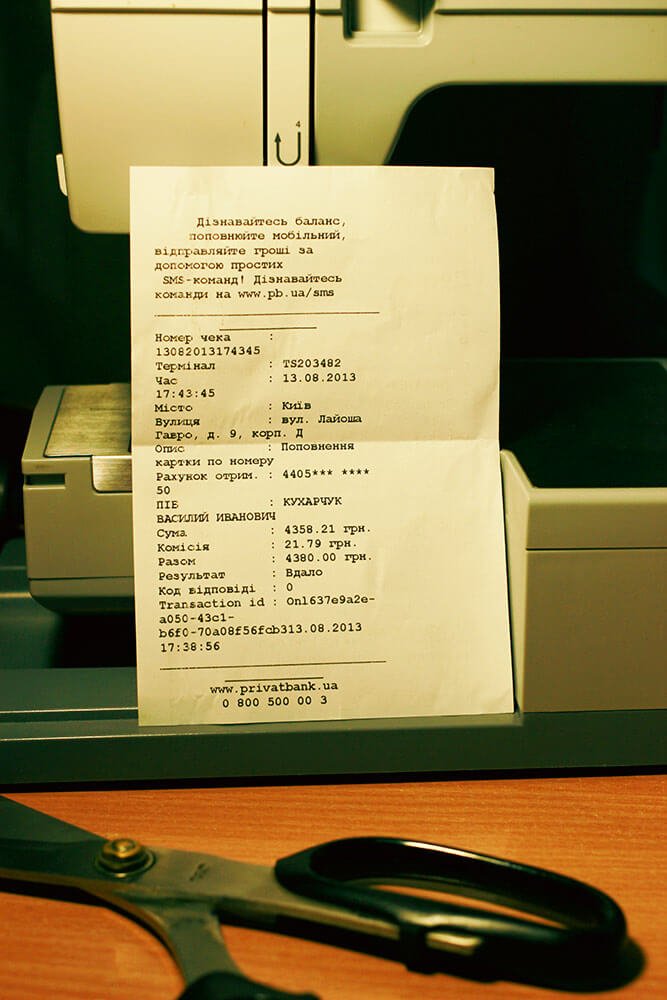 4
Дізнавайтесь баланс,
поповнюйте мобільний,
відправляйте гроші за
допомогою простих
SMS-команд! Дізнавайтесь
команди на www.pb.ua/sms
Номер чека :
13082013174345
Термінал : TS203482
Час : 13.08.2013
17:43:45
Місто : Київ
Вулиця : вул. Лайоша
Гавро, д. 9, корп. Д
Опис : Поповнення
картки по номеру
Рахунок отрим. : 4405*** ****
50
ПІБ : КУХАРЧУК
ВАСИЛИЙ ИВАНОВИЧ
Сума : 4358.21 грн.
Комісія : 21.79 грн.
Разом : 4380.00 грн.
Результат : Вдало
Код відповіді : 0
Transaction id : Onl637e9a2e-
a050-43c1-
b6f0-70a08f56fcb313.08.2013
17:38:56
www.privatbank.ua
0 800 500 00 3